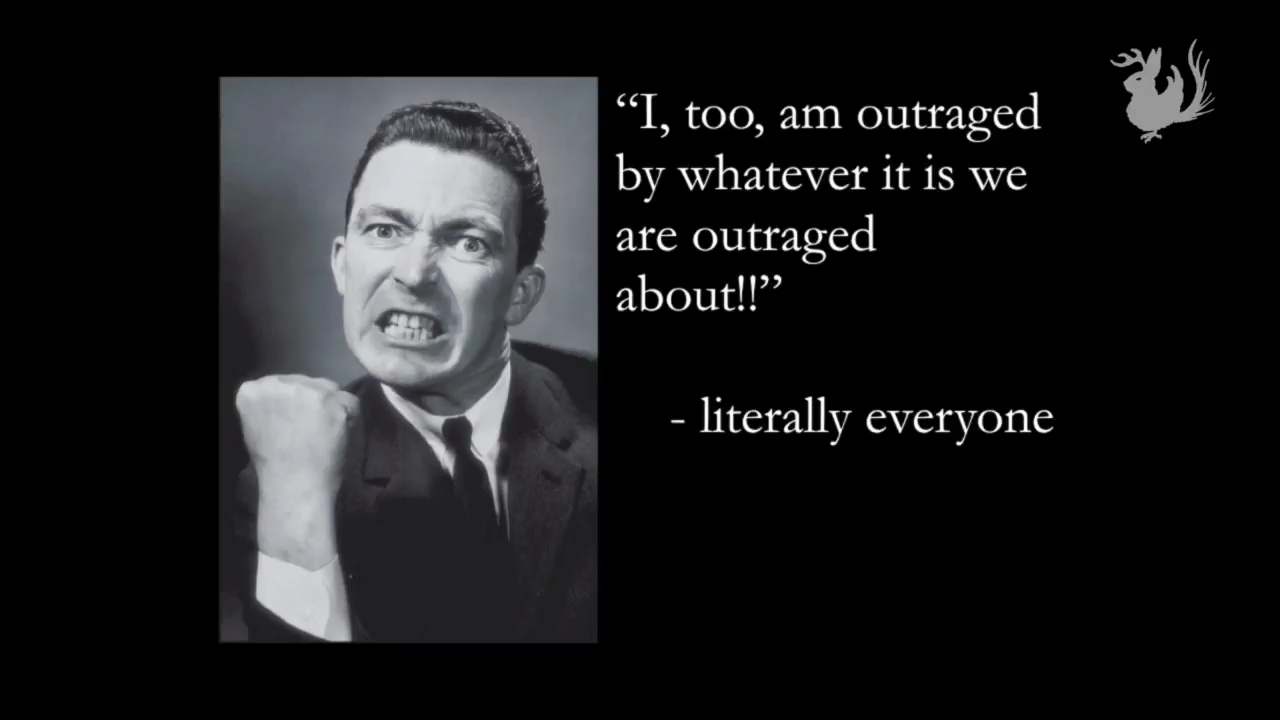 “I, too, am outraged
by whatever it is we
are outraged
about!!”
- literally everyone